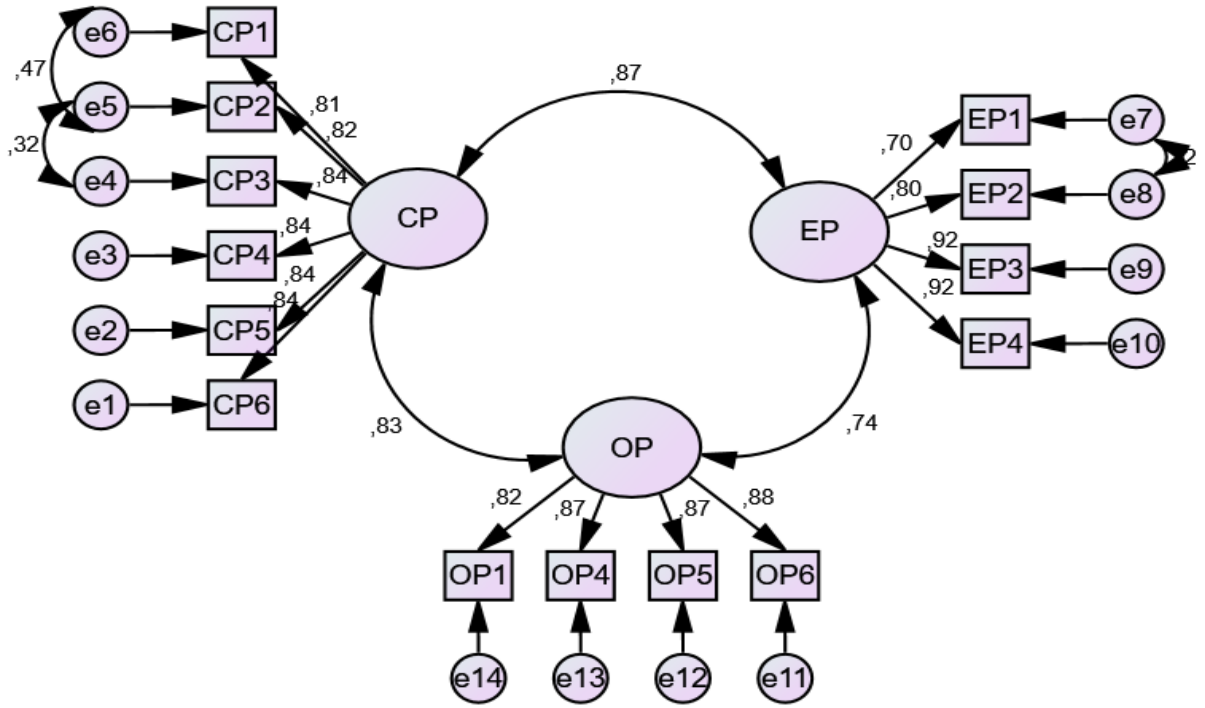 e6 CP1
,47
e5 CP2
,81
,82
,32
e4 CP3
,84
CP
e3 CP4
,84
e2 CP5
,84
,84
e1 CP6
,87
EP1 e7
,70
EP2 e8
,80
EP
EP3 e9
,92
EP4 e10
,92
,83
,74
OP
,82 ,87 ,87 ,88
OP1 OP4 OP5 OP6
e14 e13 e12 e11